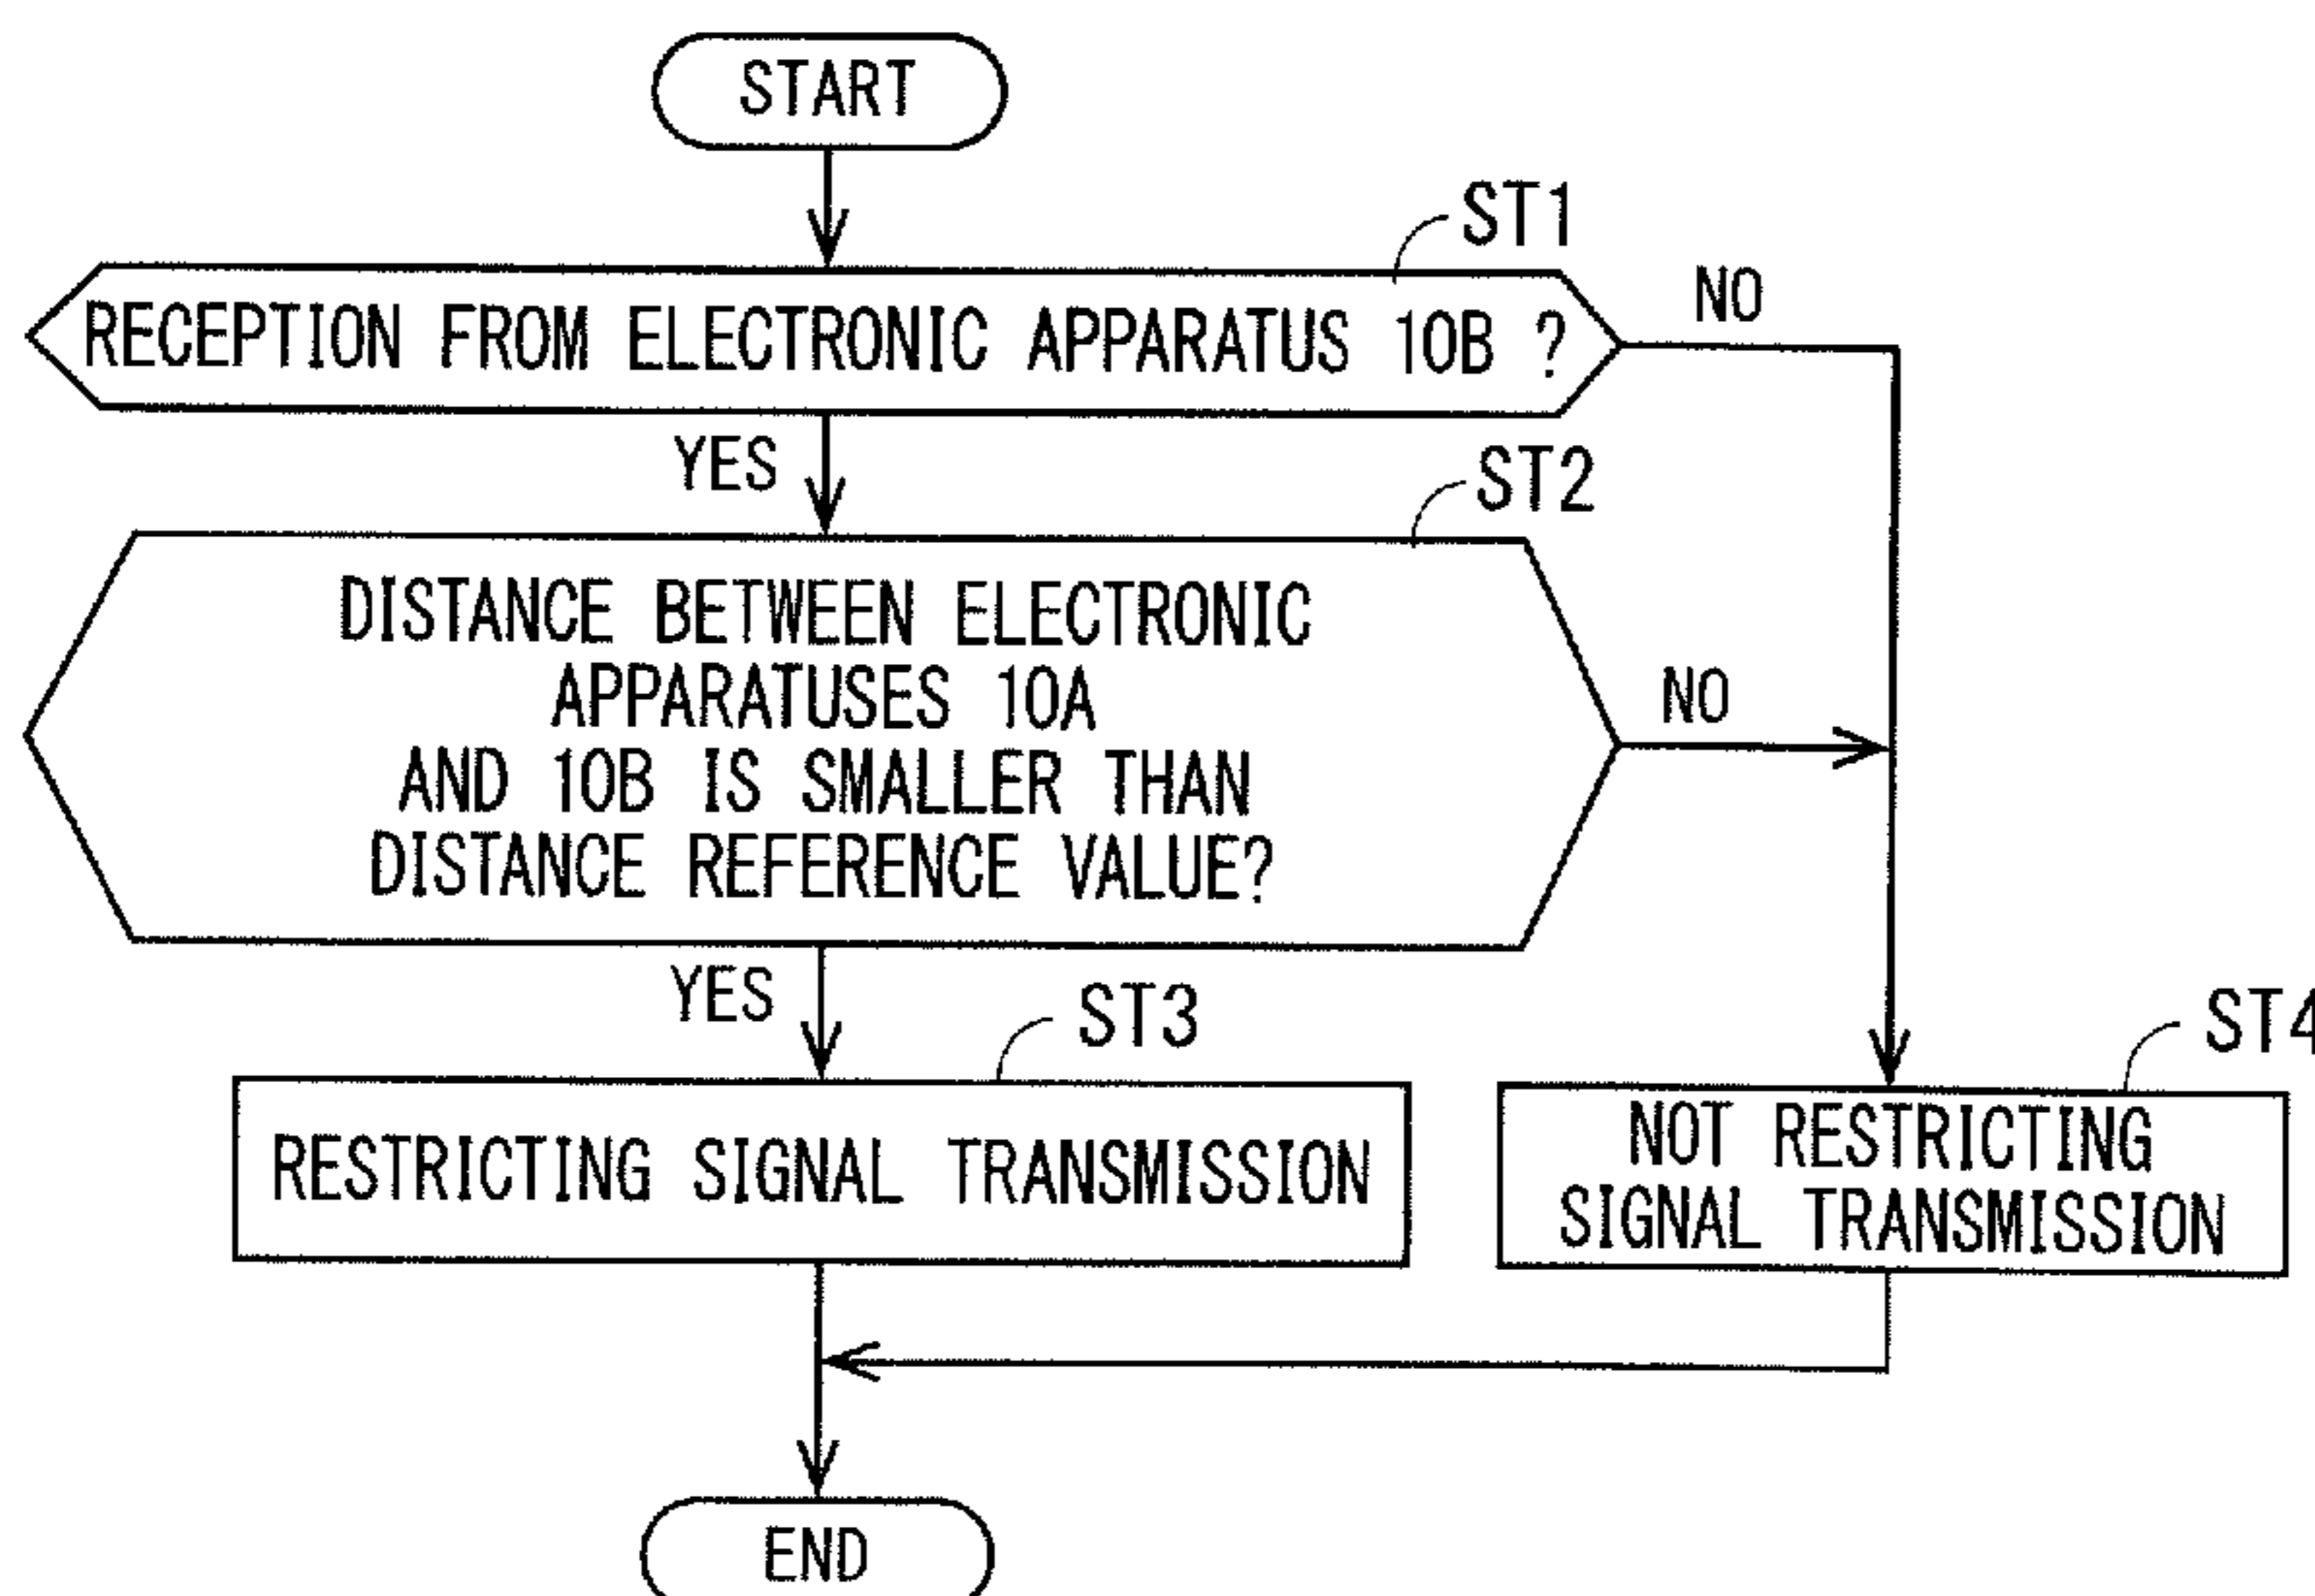 START
ST1
RECEPTION FROM ELECTRONIC APPARATUS 10B ?
NO
YES
ST2
DISTANCE BETWEEN ELECTRONIC
APPARATUSES 10A
AND 10B IS SMALLER THAN
DISTANCE REFERENCE VALUE?
NO
YES
ST3
ST4
RESTRICTING SIGNAL TRANSMISSION
NOT RESTRICTING
SIGNAL TRANSMISSION
END